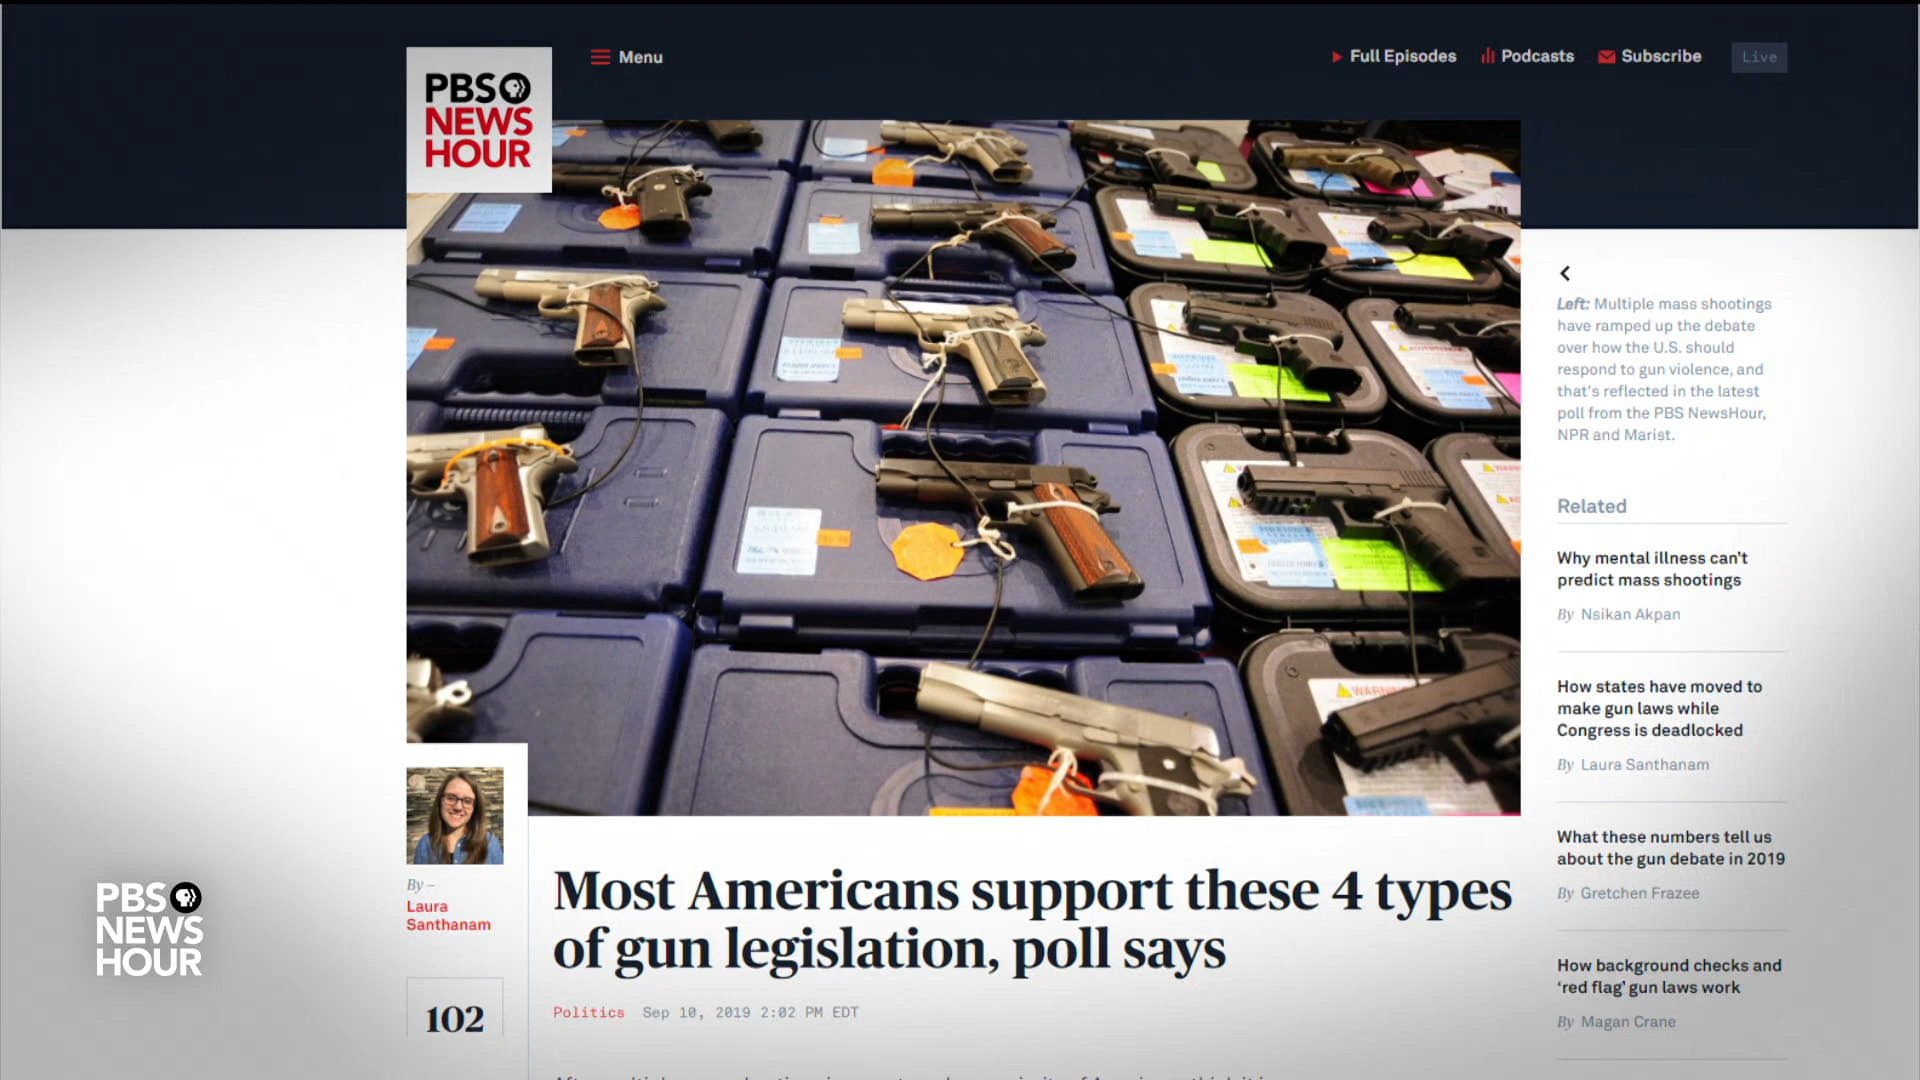 PBS
NEWS
HOUR
Menu
Full Episodes
Podcasts
Subscribe
Live
Left: Multiple mass shootings
have ramped up the debate
over how the U.S. should
respond to gun violence, and
that's reflected in the latest
poll from the PBS NewsHour,
NPR and Marist.
Related
Why mental illness can't
predict mass shootings
By Nsikan Akpan
How states have moved to
make gun laws while
Congress is deadlocked
By Laura Santhanam
What these numbers tell us
about the gun debate in 2019
By Gretchen Frazee
How background checks and
‘red flag’ gun laws work
By Magan Crane
WARNING
By –
Laura
Santhanam
102
Most Americans support these 4 types
of gun legislation, poll says
Politics Sep 10, 2019 2:02 PM EDT
PBS
NEWS
HOUR